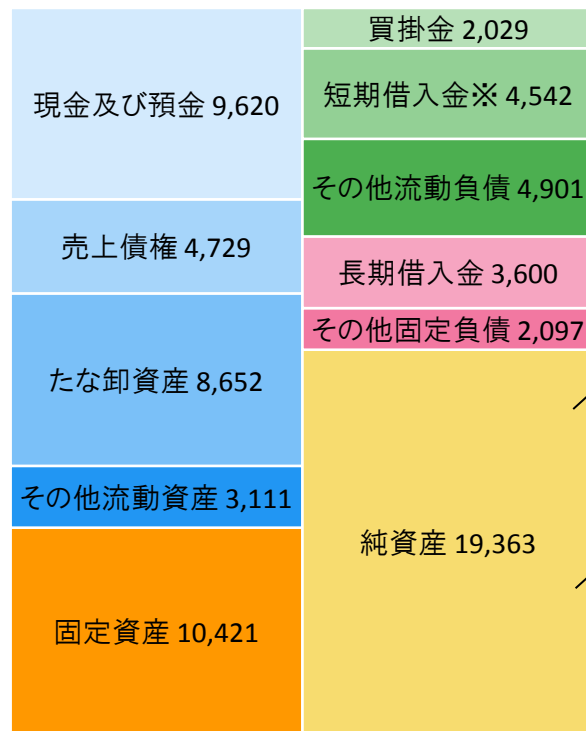 現金及び預金 9,620
売上債権 4,729
たな卸資産 8,652
その他流動資産 3,111
固定資産 10,421
買掛金 2,029
短期借入金※ 4,542
その他流動負債 4,901
長期借入金 3,600
その他固定負債 2,097
純資産 19,363